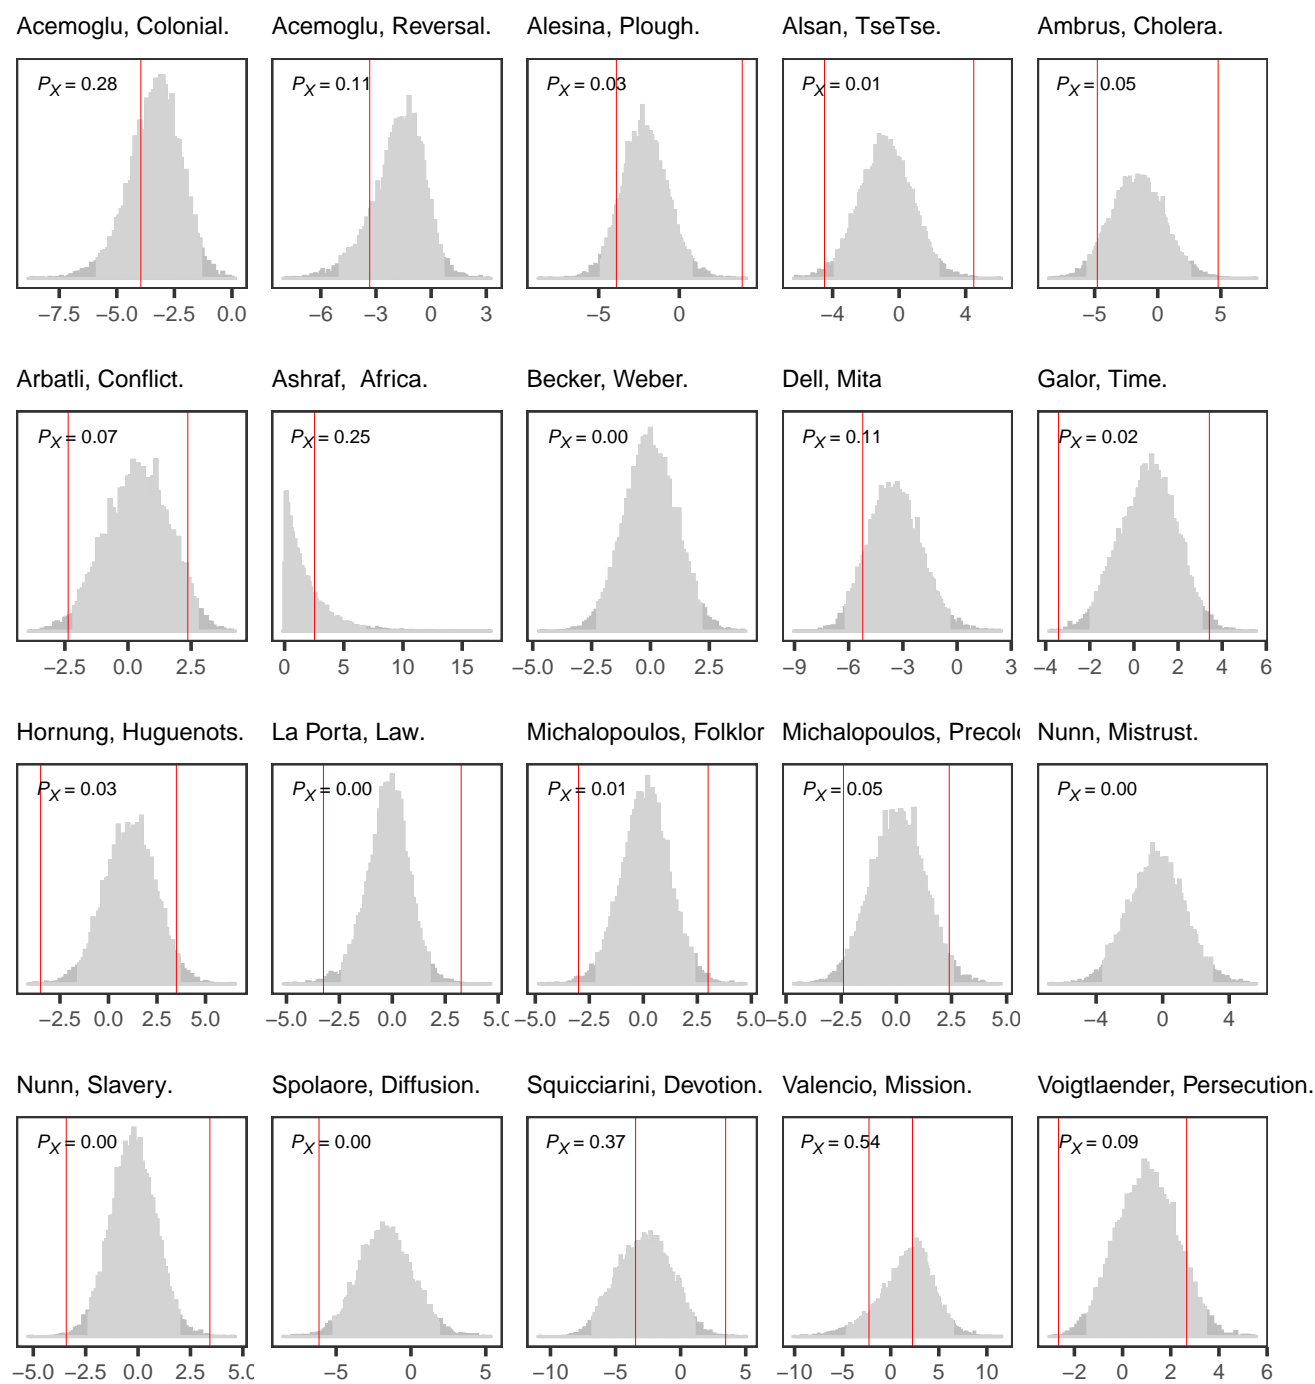 Acemoglu, Colonial. Acemoglu, Reversal. Alesina, Plough. Alsan, TseTse. Ambrus, Cholera.
P_X = 0.28 P_X = 0.11 P_X = 0.03 P_X = 0.01 P_X = 0.05
−7.5 −5.0 −2.5 0.0 −6 −3 0 3 −5 0 −4 0 4 −5 0 5
Arbatli, Conflict. Ashraf, Africa. Becker, Weber. Dell, Mita Galor, Time.
P_X = 0.07 P_X = 0.25 P_X = 0.00 P_X = 0.11 P_X = 0.02
−2.5 0.0 2.5 0 5 10 15 −5.0 −2.5 0.0 2.5 −9 −6 −3 0 3 −4 −2 0 2 4 6
Hornung, Huguenots. La Porta, Law. Michalopoulos, Folklor Michalopoulos, Precol Nunn, Mistrust.
P_X = 0.03 P_X = 0.00 P_X = 0.01 P_X = 0.05 P_X = 0.00
−2.5 0.0 2.5 5.0 −5.0 −2.5 0.0 2.5 5.0 −5.0 −2.5 0.0 2.5 5.0 −5.0 −2.5 0.0 2.5 5.0 −4 0 4
Nunn, Slavery. Spolaore, Diffusion. Squicciarini, Devotion. Valencio, Mission. Voigtlaender, Persecution.
P_X = 0.00 P_X = 0.00 P_X = 0.37 P_X = 0.54 P_X = 0.09
−5.0 −2.5 0.0 2.5 5.0 −5 0 5 −10 −5 0 5 −10 −5 0 5 10 −2 0 2 4 6